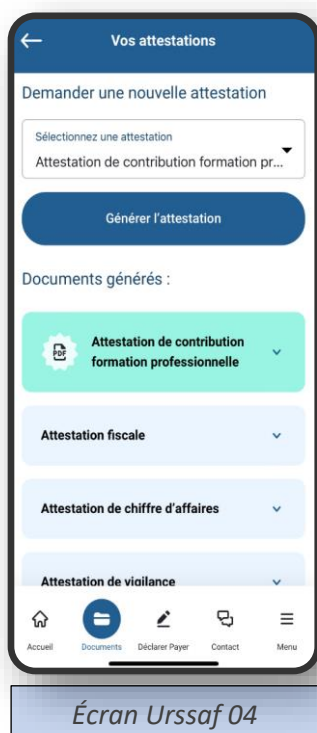 Vos attestations
Demander une nouvelle attestation
Sélectionnez une attestation
Attestation de contribution formation pr...
Générer l'attestation
Documents générés :
PDF
Attestation de contribution
formation professionnelle
Attestation fiscale
Attestation de chiffre d'affaires
Attestation de vigilance
Accueil
Documents
Déclarer Payer
Contact
Menu
Écran Urssaf 04